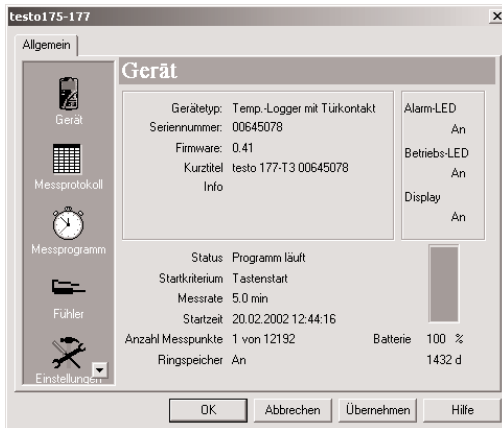 testo175-177
Allgemein
Gerät
Messprotokoll
Messprogramm
Fühler
Einstellungen
Gerät
Gerätetyp: Temp.-Logger mit Türkontakt
Seriennummer: 00645078
Firmware: 0.41
Kurztitel testo 177-T3 00645078
Info
Alarm-LED
An
Betriebs-LED
An
Display
An
Status Programm läuft
Startkriterium Tastenstart
Messrate 5.0 min
Startzeit 20.02.2002 12:44:16
Anzahl Messpunkte 1 von 12192
Ringspeicher An
Batterie 100 %
1432 d
OK
Abbrechen
Übernehmen
Hilfe